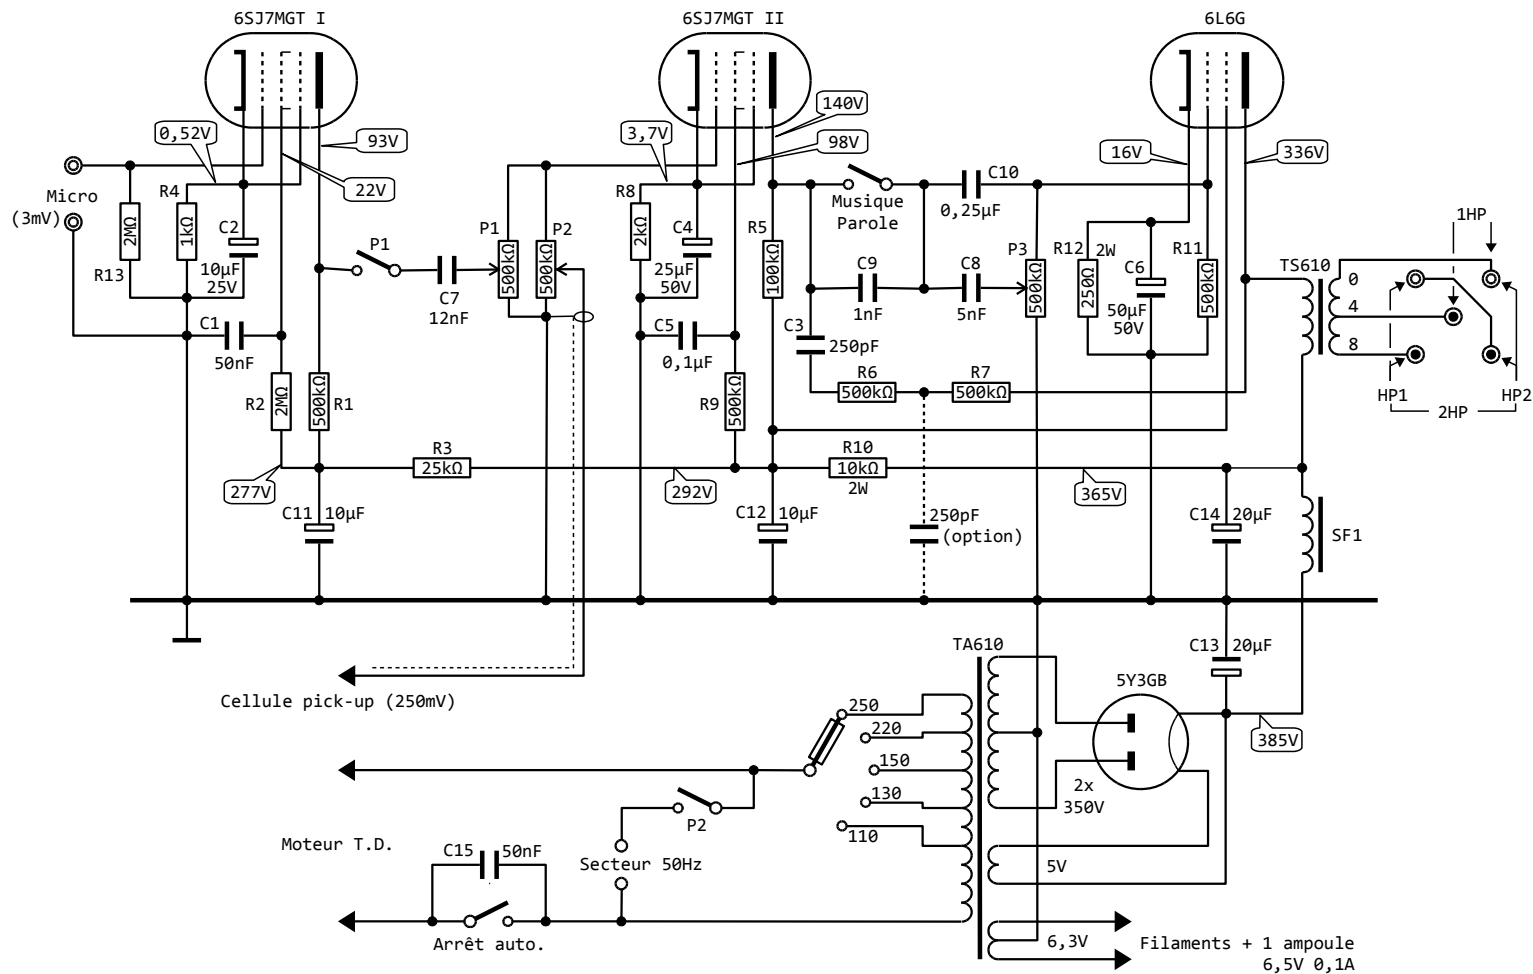 6SJ7MGT I
6SJ7MGT II
6L6G
0,52V
93V
22V
3,7V
140V
98V
16V
336V
Micro
(3mV)
R13
2MΩ
R4
1kΩ
C2
10µF
25V
P1
C7
12nF
P1
500kΩ
P2
500kΩ
R8
2kΩ
C4
25µF
50V
R5
100kΩ
Musique
Parole
C10
0,25µF
C9
1nF
C8
5nF
P3
500kΩ
R12
2W
250Ω
C6
50µF
50V
R11
500kΩ
TS610
0
4
8
1HP
HP1
2HP
HP2
C1
50nF
C5
0,1µF
C3
250pF
R6
500kΩ
R7
500kΩ
R2
2MΩ
500kΩ
R1
R9
500kΩ
R3
25kΩ
R10
10kΩ
2W
277V
292V
365V
C11
10µF
C12
10µF
250pF
(option)
C14
20µF
SF1
Cellule pick-up (250mV)
TA610
C13
20µF
5Y3GB
385V
250
220
150
130
110
2x
350V
P2
Moteur T.D.
C15
50nF
Secteur 50Hz
5V
Arrêt auto.
6,3V
Filaments + 1 ampoule
6,5V 0,1A